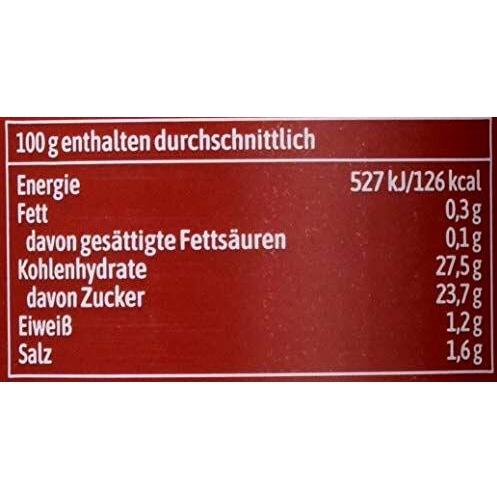 100 g enthalten durchschnittlich
Energie 527 kJ/126 kcal
Fett 0,3 g
davon gesättigte Fettsäuren 0,1 g
Kohlenhydrate 27,5 g
davon Zucker 23,7 g
Eiweiß 1,2 g
Salz 1,6 g